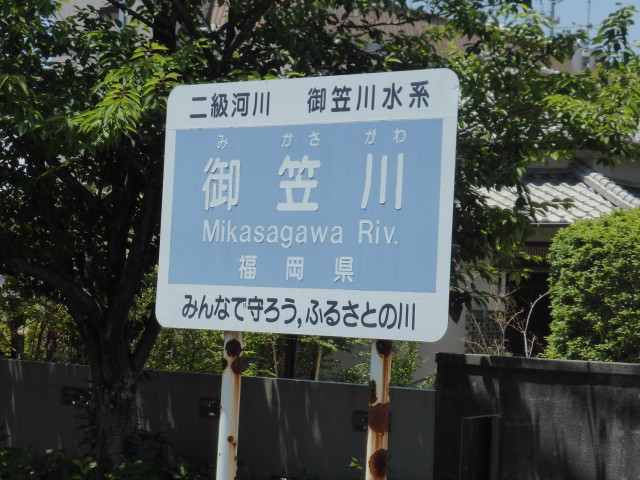 二級河川　御笠川水系
み　かさ　がわ
御笠川
Mikasagawa Riv.
福岡県
みんなで守ろう,ふるさとの川